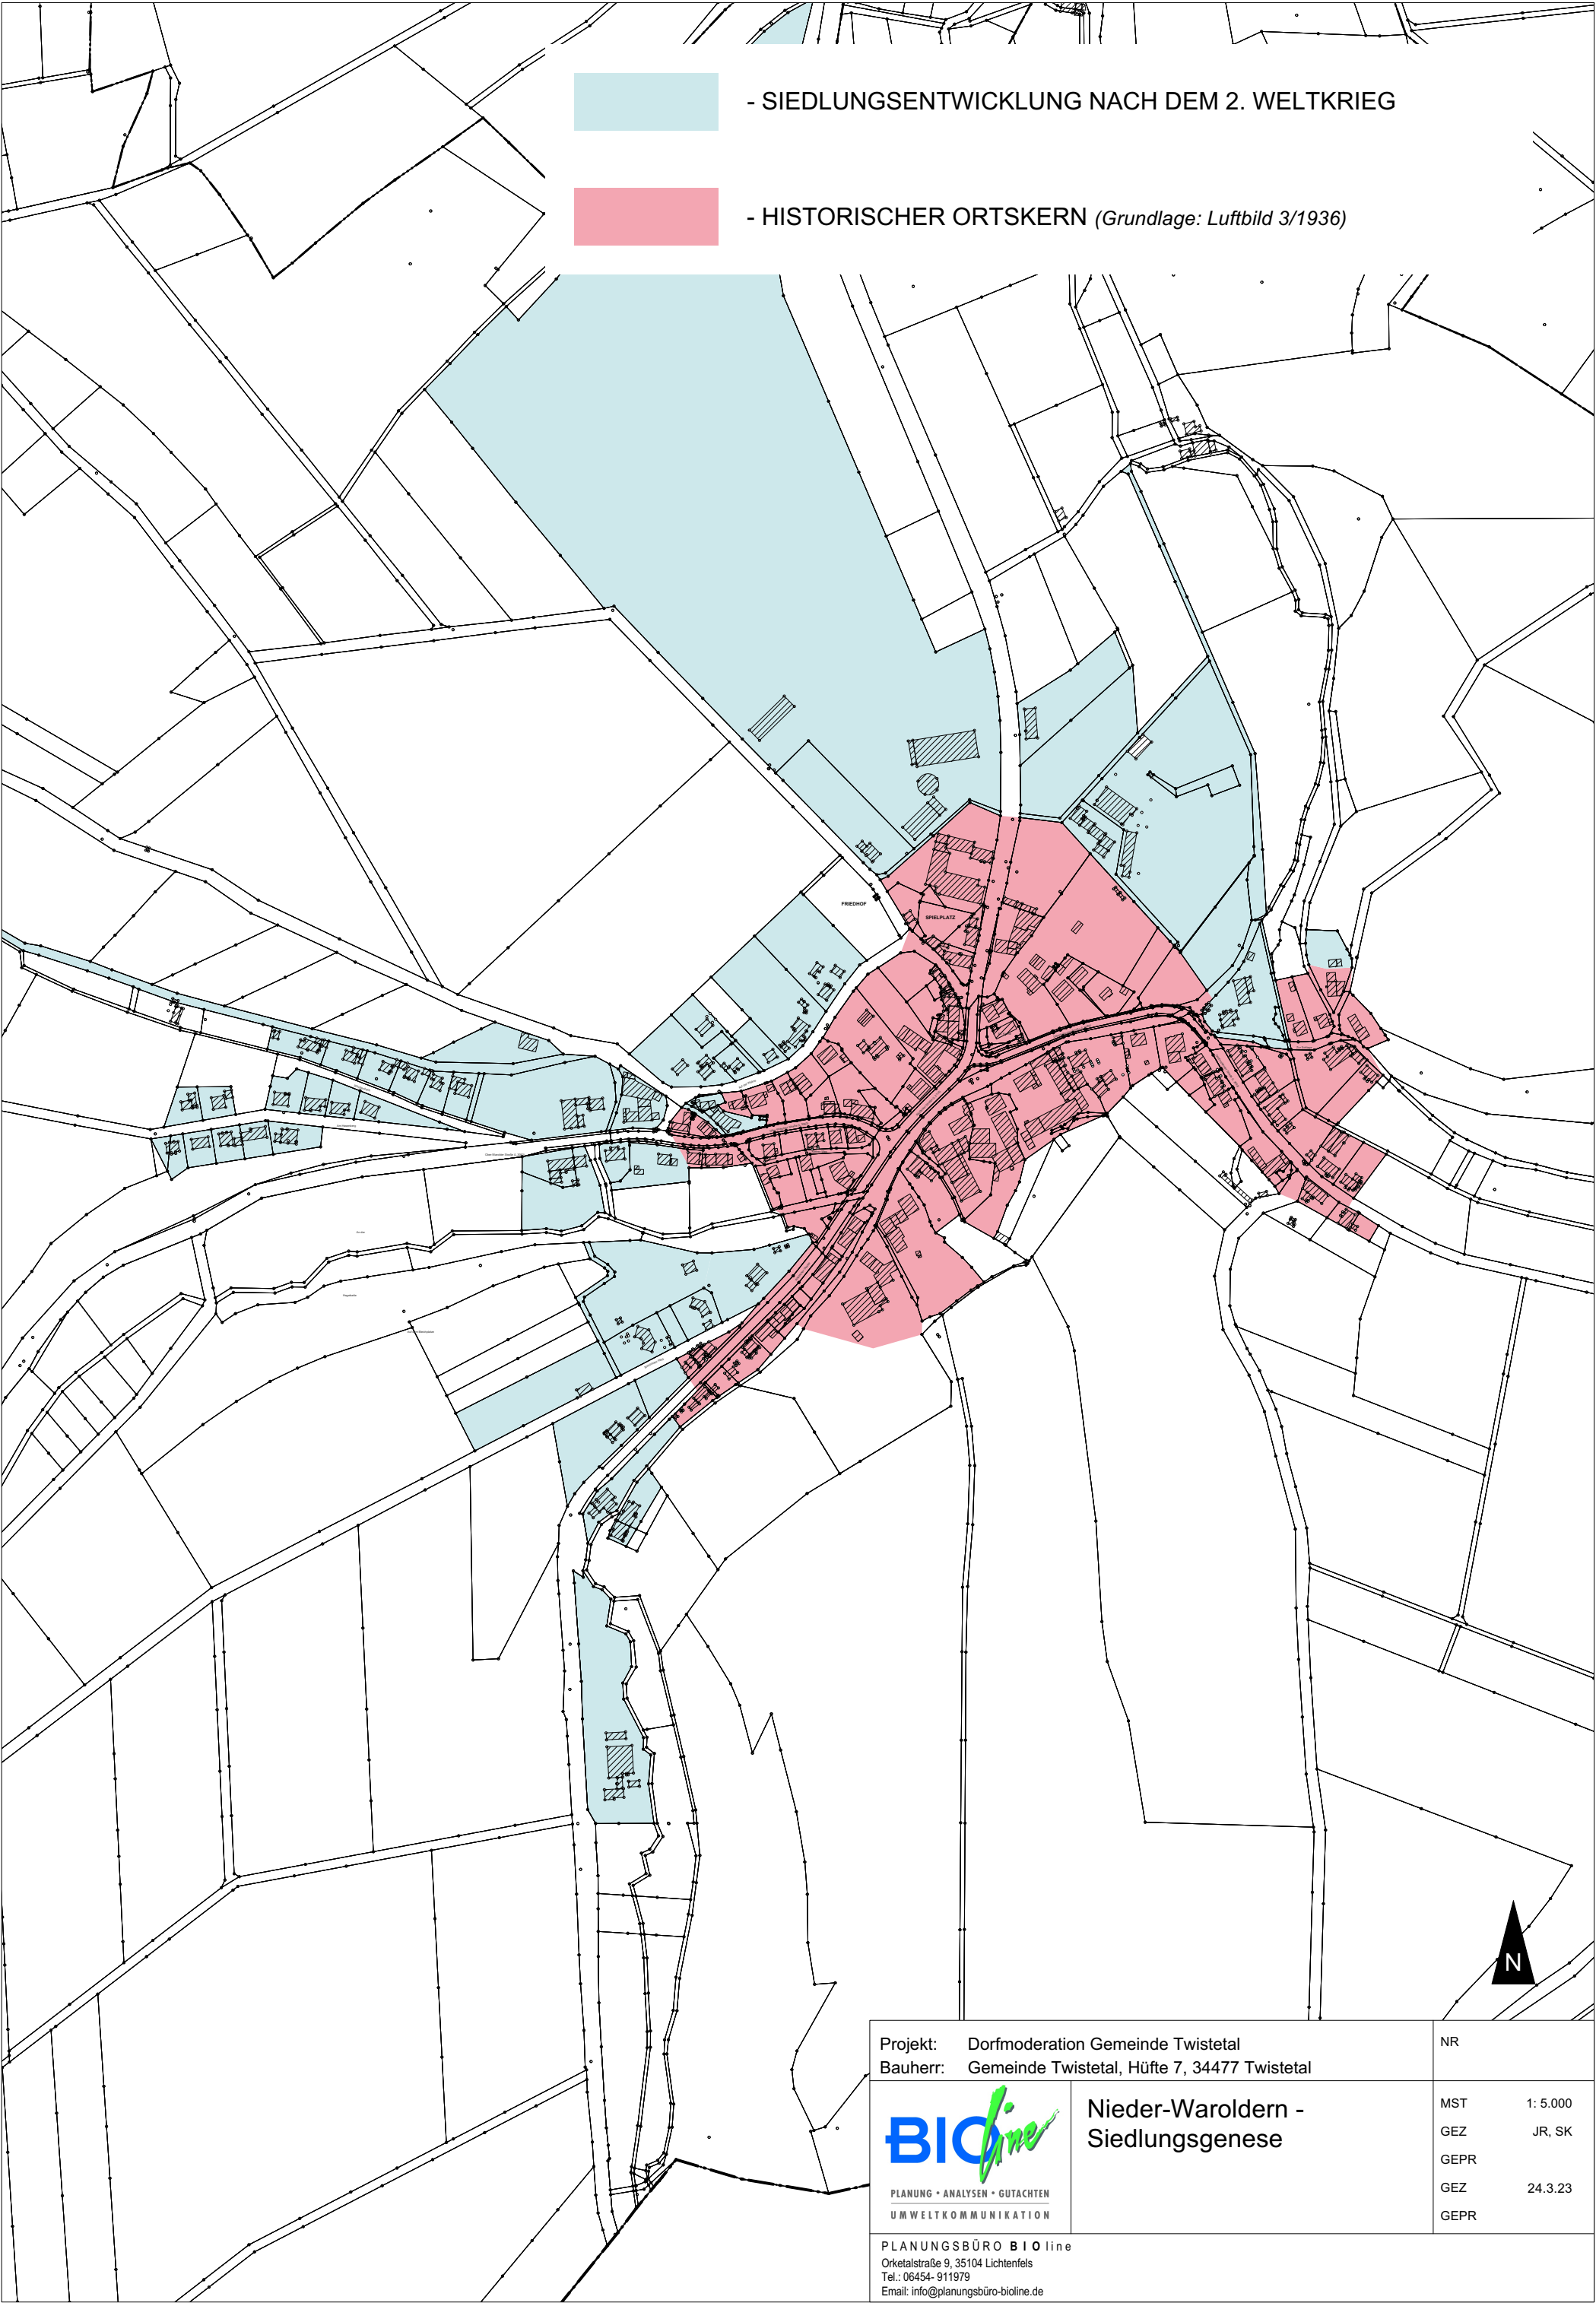 - SIEDLUNGSENTWICKLUNG NACH DEM 2. WELTKRIEG
- HISTORISCHER ORTSKERN (Grundlage: Luftbild 3/1936)
FRIEDHOF
SPIELPLATZ
N
Projekt: Dorfmoderation Gemeinde Twistetal
Bauherr: Gemeinde Twistetal, Hüfte 7, 34477 Twistetal
NR
BIOline
PLANUNG • ANALYSEN • GUTACHTEN
UMWELTKOMMUNIKATION
Nieder-Waroldern -
Siedlungsgenese
MST 1: 5.000
GEZ JR, SK
GEPR
GEZ 24.3.23
GEPR
PLANUNGSBÜRO BIOline
Orketalstraße 9, 35104 Lichtenfels
Tel.: 06454- 911979
Email: info@planungsbüro-bioline.de